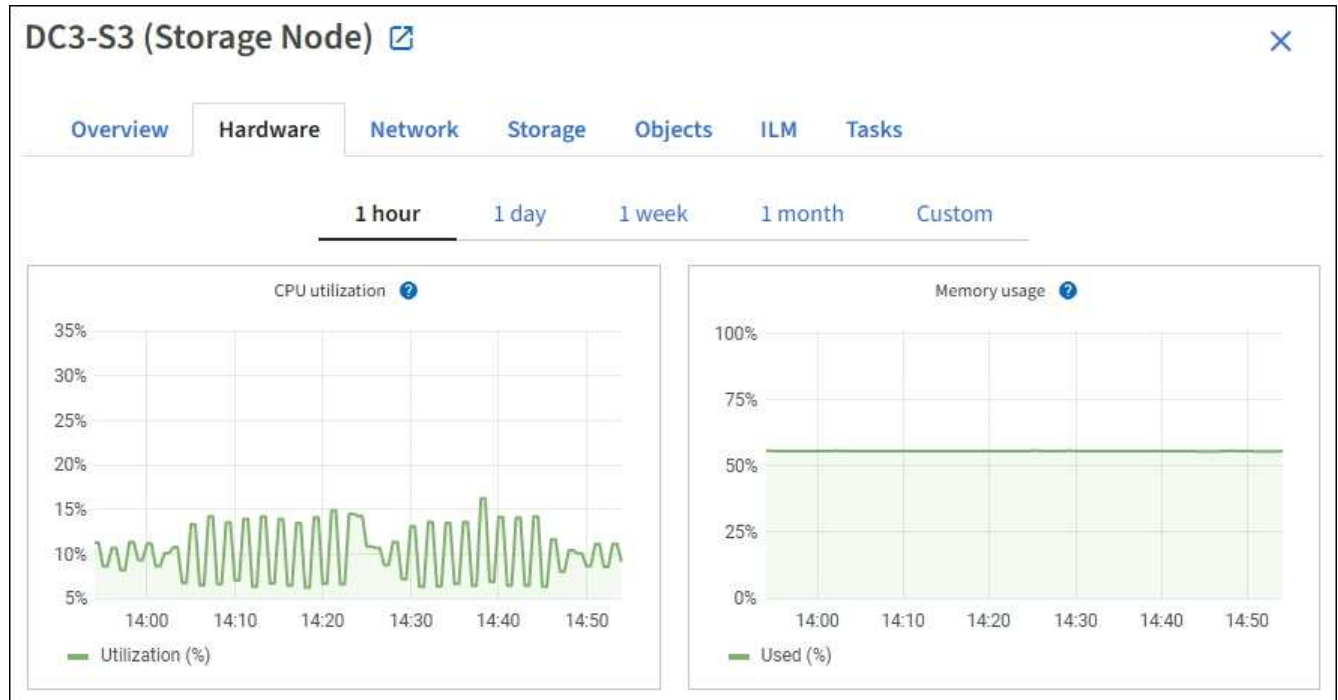 DC3-S3 (Storage Node)
Overview Hardware Network Storage Objects ILM Tasks
1 hour 1 day 1 week 1 month Custom
CPU utilization ?
35%
30%
25%
20%
15%
10%
5%
14:00 14:10 14:20 14:30 14:40 14:50
Utilization (%)
Memory usage ?
100%
75%
50%
25%
0%
14:00 14:10 14:20 14:30 14:40 14:50
Used (%)